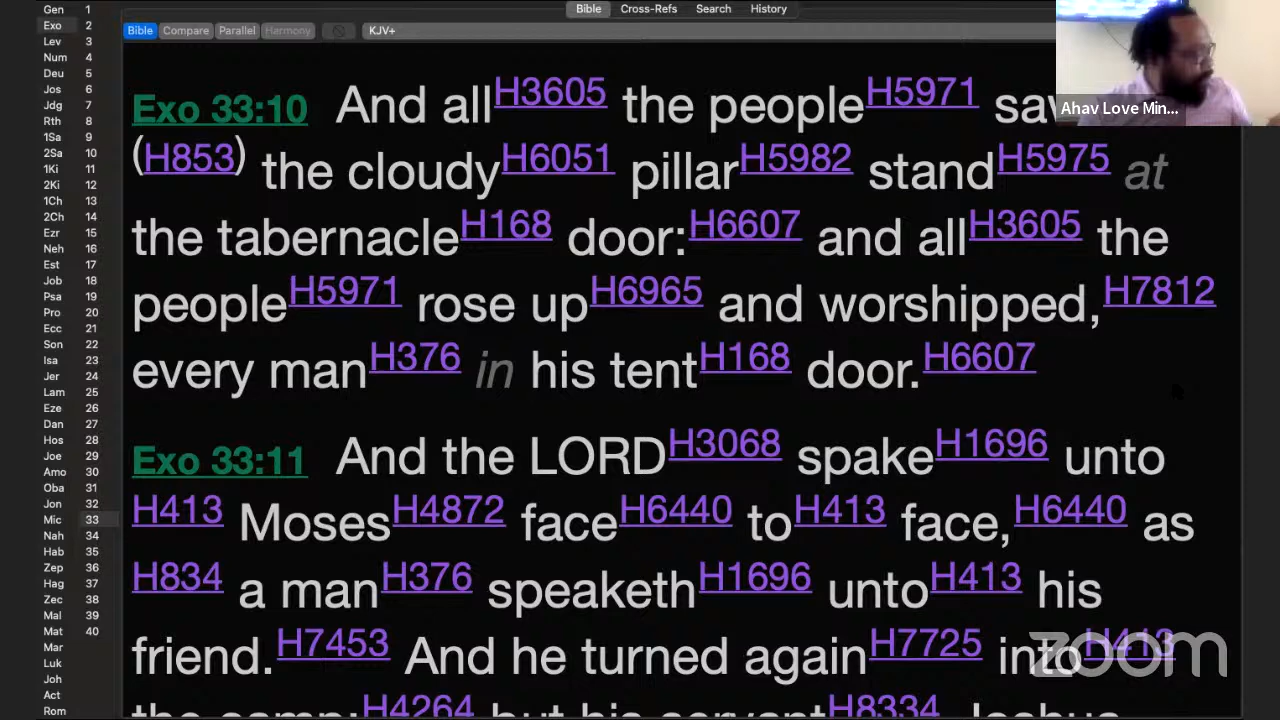 Bible Cross-Refs Search History
Bible Compare Parallel Harmony KJV+
Gen 1
Exo 2
Lev 3
Num 4
Deu 5
Jos 6
Jdg 7
Rth 8
1Sa 9
2Sa 10
1Ki 11
2Ki 12
1Ch 13
2Ch 14
Ezr 15
Neh 16
Est 17
Job 18
Psa 19
Pro 20
Ecc 21
Son 22
Isa 23
Jer 24
Lam 25
Eze 26
Dan 27
Hos 28
Joe 29
Amo 30
Oba 31
Jon 32
Mic 33
Nah 34
Hab 35
Zep 36
Hag 37
Zec 38
Mal 39
Mat 40
Mar
Luk
Joh
Act
Rom
Exo 33:10 And all H3605 the people H5971
(H853) the cloudy H6051 pillar H5982 stand H5975 at
the tabernacle H168 door: H6607 and all H3605 the
people H5971 rose up H6965 and worshipped, H7812
every man H376 in his tent H168 door. H6607
Exo 33:11 And the LORD H3068 spake H1696 unto
H413 Moses H4872 face H6440 to H413 face, H6440 as
H834 a man H376 speaketh H1696 unto H413 his
friend. H7453 And he turned again H7725 into H413
the camp: H4264 but his servant H8334 Joshua
Ahav Love Min...
zoom